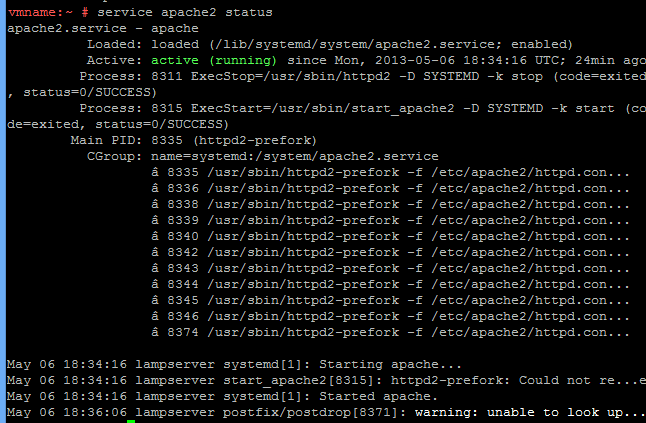 vmname:~ # service apache2 status
apache2.service - apache
          Loaded: loaded (/lib/systemd/system/apache2.service; enabled)
          Active: active (running) since Mon, 2013-05-06 18:34:16 UTC; 24min ago
         Process: 8311 ExecStop=/usr/sbin/httpd2 -D SYSTEMD -k stop (code=exited
, status=0/SUCCESS)
         Process: 8315 ExecStart=/usr/sbin/start_apache2 -D SYSTEMD -k start (co
de=exited, status=0/SUCCESS)
        Main PID: 8335 (httpd2-prefork)
          CGroup: name=systemd:/system/apache2.service
                  â 8335 /usr/sbin/httpd2-prefork -f /etc/apache2/httpd.con...
                  â 8336 /usr/sbin/httpd2-prefork -f /etc/apache2/httpd.con...
                  â 8338 /usr/sbin/httpd2-prefork -f /etc/apache2/httpd.con...
                  â 8339 /usr/sbin/httpd2-prefork -f /etc/apache2/httpd.con...
                  â 8340 /usr/sbin/httpd2-prefork -f /etc/apache2/httpd.con...
                  â 8342 /usr/sbin/httpd2-prefork -f /etc/apache2/httpd.con...
                  â 8343 /usr/sbin/httpd2-prefork -f /etc/apache2/httpd.con...
                  â 8344 /usr/sbin/httpd2-prefork -f /etc/apache2/httpd.con...
                  â 8345 /usr/sbin/httpd2-prefork -f /etc/apache2/httpd.con...
                  â 8346 /usr/sbin/httpd2-prefork -f /etc/apache2/httpd.con...
                  â 8374 /usr/sbin/httpd2-prefork -f /etc/apache2/httpd.con...
May 06 18:34:16 lampserver systemd[1]: Starting apache...
May 06 18:34:16 lampserver start_apache2[8315]: httpd2-prefork: Could not re...e
May 06 18:34:16 lampserver systemd[1]: Started apache.
May 06 18:36:06 lampserver postfix/postdrop[8371]: warning: unable to look up...